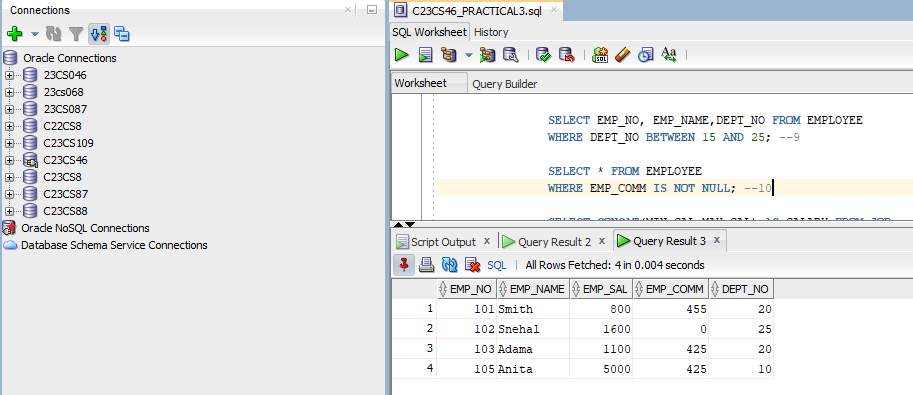 Connections
Oracle Connections
23CS046
23cs068
23CS087
C22CS8
C23CS109
C23CS46
C23CS8
C23CS87
C23CS88
Oracle NoSQL Connections
Database Schema Service Connections
C23CS46_PRACTICAL3.sql
SQL Worksheet History
Worksheet Query Builder
SELECT EMP_NO, EMP_NAME,DEPT_NO FROM EMPLOYEE
WHERE DEPT_NO BETWEEN 15 AND 25; --9
SELECT * FROM EMPLOYEE
WHERE EMP_COMM IS NOT NULL; --10
Script Output Query Result 2 Query Result 3
SQL All Rows Fetched: 4 in 0.004 seconds
EMP_NO EMP_NAME EMP_SAL EMP_COMM DEPT_NO
1 101 Smith 800 455 20
2 102 Snehal 1600 0 25
3 103 Adama 1100 425 20
4 105 Anita 5000 425 10